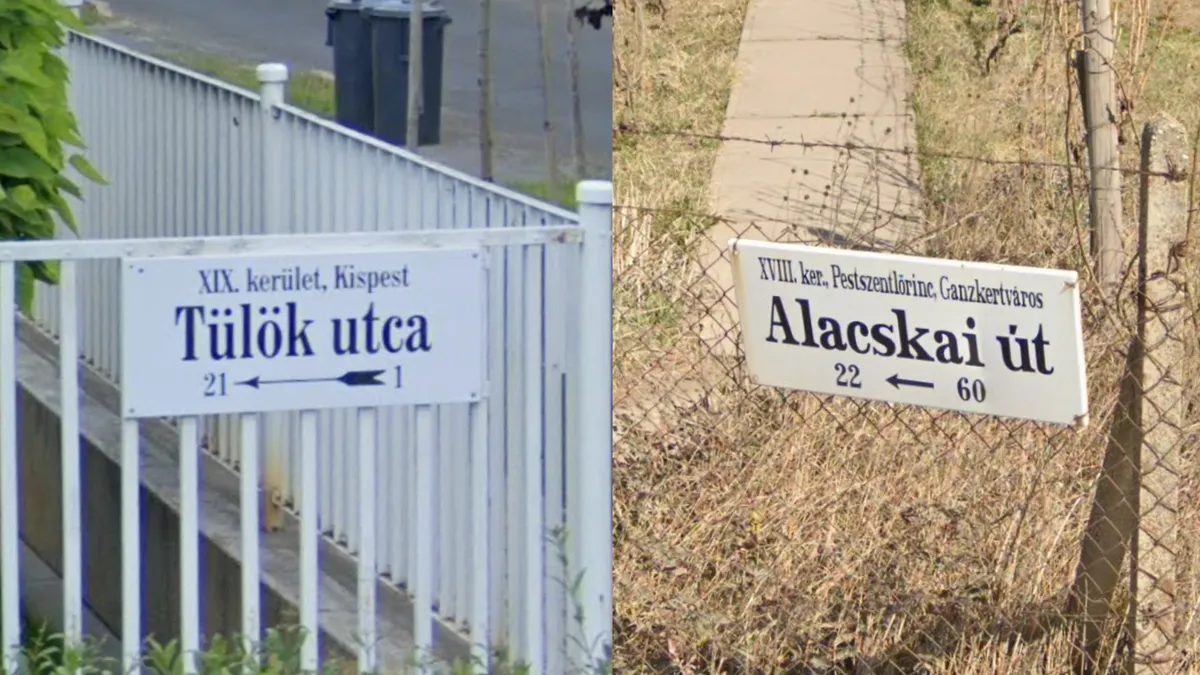 XIX. kerület, Kispest
Tülök utca
21 1
XVIII. ker., Pestszentlőrinc, Ganzkertváros
Alacskai út
22 60